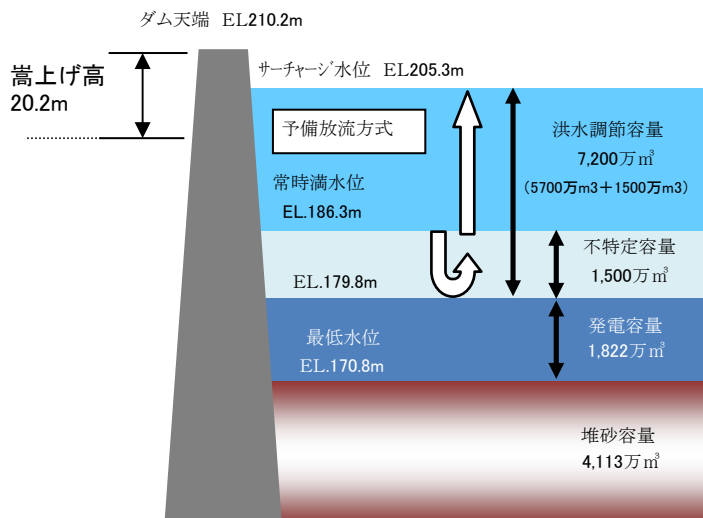 ダム天端 EL210.2m
嵩上げ高
20.2m
サーチャージ水位 EL205.3m
予備放流方式
洪水調節容量
7,200万㎥
(5700万m3+1500万m3)
常時満水位
EL.186.3m
不特定容量
1,500万㎥
EL.179.8m
発電容量
1,822万㎥
最低水位
EL.170.8m
堆砂容量
4,113万㎥